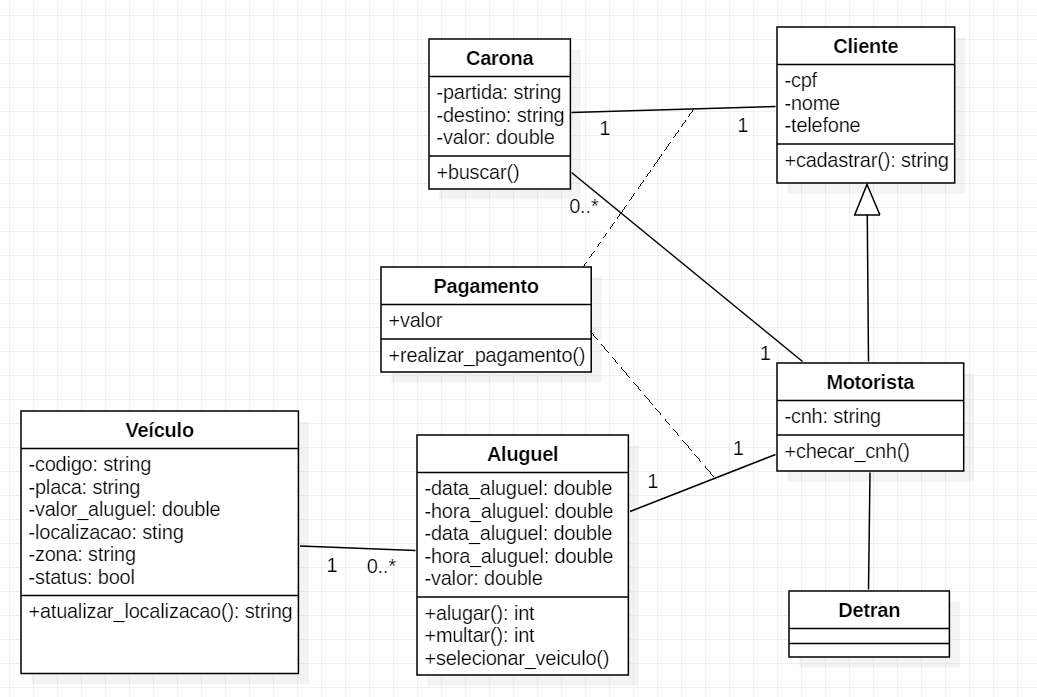 Carona
-partida: string
-destino: string
-valor: double
+buscar()
Cliente
-cpf
-nome
-telefone
+cadastrar(): string
1
1
0..*
1
Pagamento
+valor
+realizar_pagamento()
Motorista
-cnh: string
+checar_cnh()
Veículo
-codigo: string
-placa: string
-valor_aluguel: double
-localizacao: sting
-zona: string
-status: bool
+atualizar_localizacao(): string
1
0..*
Aluguel
-data_aluguel: double
-hora_aluguel: double
-data_aluguel: double
-hora_aluguel: double
-valor: double
+alugar(): int
+multar(): int
+selecionar_veiculo()
1
1
Detran